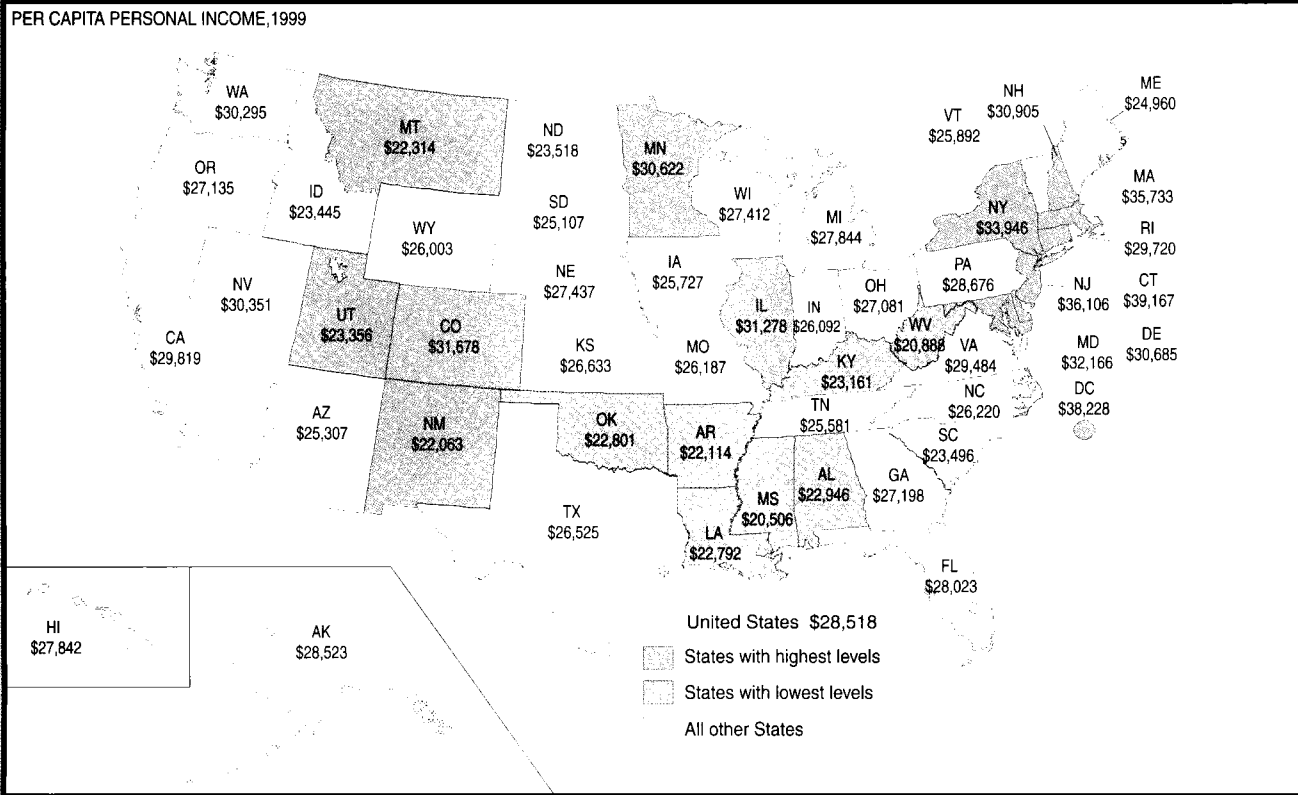 PER CAPITA PERSONAL INCOME, 1999
WA
$30,295
MT
$22,314
ND
$23,518
MN
$30,622
VT
$25,892
NH
$30,905
ME
$24,960
OR
$27,135
ID
$23,445
WY
$26,003
SD
$25,107
WI
$27,412
MI
$27,844
NY
$33,946
MA
$35,733
RI
$29,720
NV
$30,351
UT
$23,356
CO
$31,678
NE
$27,437
IA
$25,727
IL
$31,278
IN
$26,092
OH
$27,081
PA
$28,676
NJ
$36,106
CT
$39,167
CA
$29,819
KS
$26,633
MO
$26,187
KY
$23,161
WV
$20,888
VA
$29,484
MD
$32,166
DE
$30,685
AZ
$25,307
NM
$22,063
OK
$22,801
AR
$22,114
TN
$25,581
NC
$26,220
DC
$38,228
SC
$23,496
TX
$26,525
LA
$22,792
MS
$20,506
AL
$22,946
GA
$27,198
FL
$28,023
HI
$27,842
AK
$28,523
United States $28,518
States with highest levels
States with lowest levels
All other States